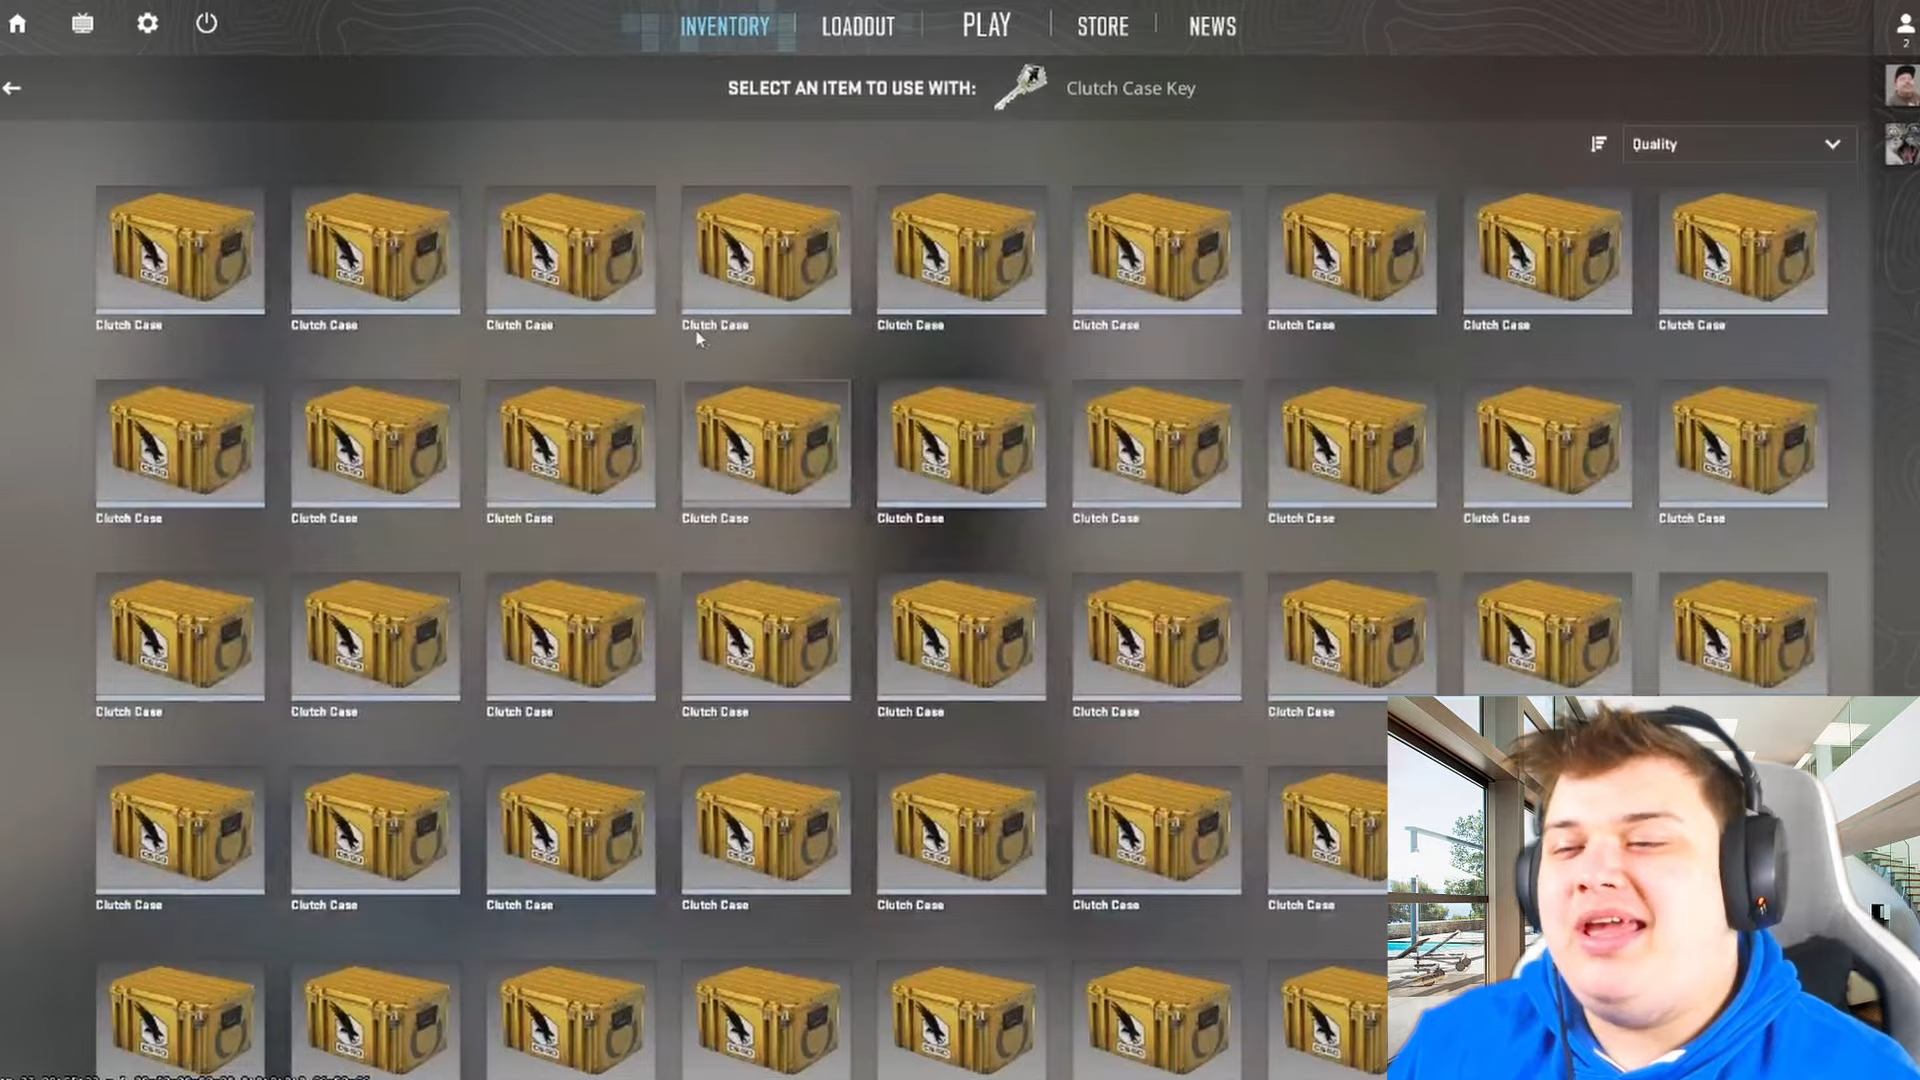 INVENTORY LOADOUT PLAY STORE NEWS
2
SELECT AN ITEM TO USE WITH: Clutch Case Key
Quality
Clutch Case Clutch Case Clutch Case Clutch Case Clutch Case Clutch Case Clutch Case Clutch Case Clutch Case
Clutch Case Clutch Case Clutch Case Clutch Case Clutch Case Clutch Case Clutch Case Clutch Case Clutch Case
Clutch Case Clutch Case Clutch Case Clutch Case Clutch Case Clutch Case Clutch Case
Clutch Case Clutch Case Clutch Case Clutch Case Clutch Case Clutch Case Clutch Case